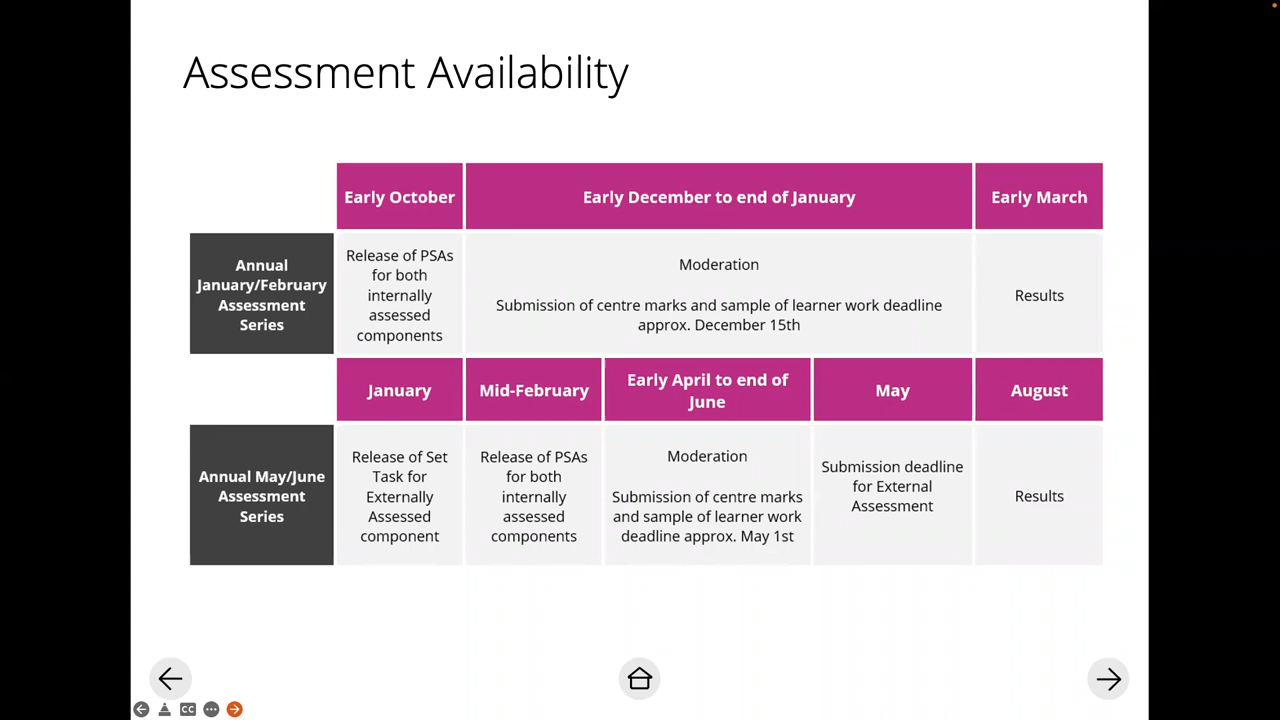 Assessment Availability
Early October
Early December to end of January
Early March
Annual
January/February
Assessment
Series
Release of PSAs
for both
internally
assessed
components
Moderation
Submission of centre marks and sample of learner work deadline
approx. December 15th
Results
January
Mid-February
Early April to end of
June
May
August
Annual May/June
Assessment
Series
Release of Set
Task for
Externally
Assessed
component
Release of PSAs
for both
internally
assessed
components
Moderation
Submission of centre marks
and sample of learner work
deadline approx. May 1st
Submission deadline
for External
Assessment
Results
CC